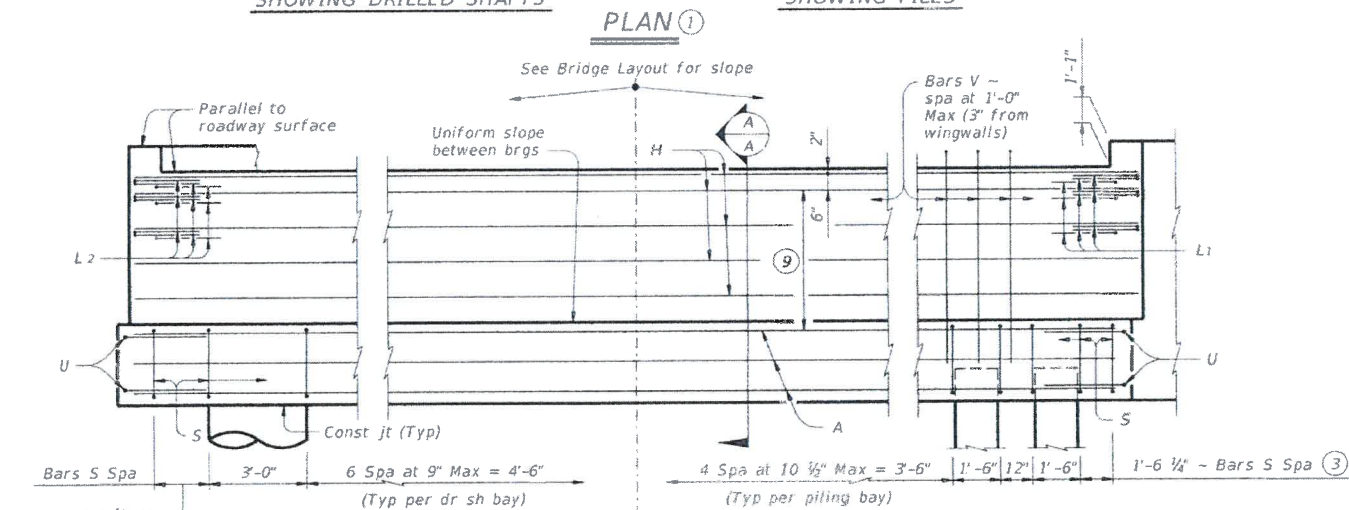 SHOWING DRILLED SHAFTS
SHOWING PILES
PLAN 1
See Bridge Layout for slope
Parallel to
roadway surface
Uniform slope
between brgs
H
A
A
2"
6"
Bars V ~
spa at 1'-0"
Max (3" from
wingwalls)
1'-1"
L2
9
L1
U
U
S
Const jt (Typ)
A
S
Bars S Spa
3'-0"
6 Spa at 9" Max = 4'-6"
(Typ per dr sh bay)
4 Spa at 10 ½" Max = 3'-6"
(Typ per piling bay)
1'-6"
12"
1'-6"
1'-6 ¼" ~ Bars S Spa 3